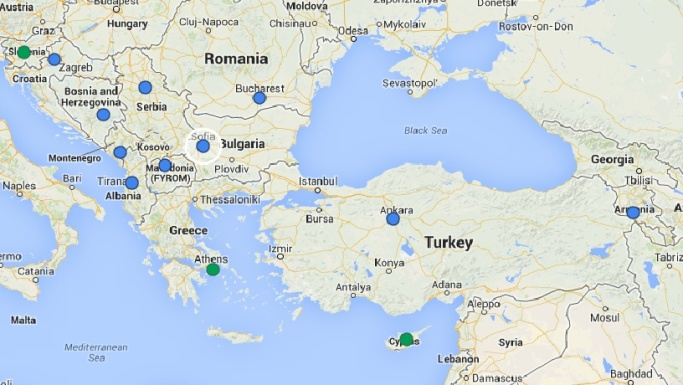 Austria
Graz
Hungary
Cluj-Napoca
Moldova
Chisinau
Odesa
Mykolaiv
Zaporizhzhia
Donetsk
Rostov-on-Don
Slovenia
Zagreb
Croatia
Romania
Bosnia and
Herzegovina
Serbia
Bucharest
Sevastopol'
Black Sea
Sofia
Bulgaria
Kosovo
Montenegro
Plovdiv
Georgia
Tbilisi
Macedonia
(FYROM)
Tirana
Albania
Naples
Bari
Istanbul
Thessaloniki
Bursa
Ankara
Armenia
A
Greece
Turkey
Athens
Izmir
Konya
Tabriz
Catania
Antalya
Adana
Aleppo
Mosul
Malta
Cyprus
Syria
Mediterranean
Sea
Lebanon
Damascus
Baghdad